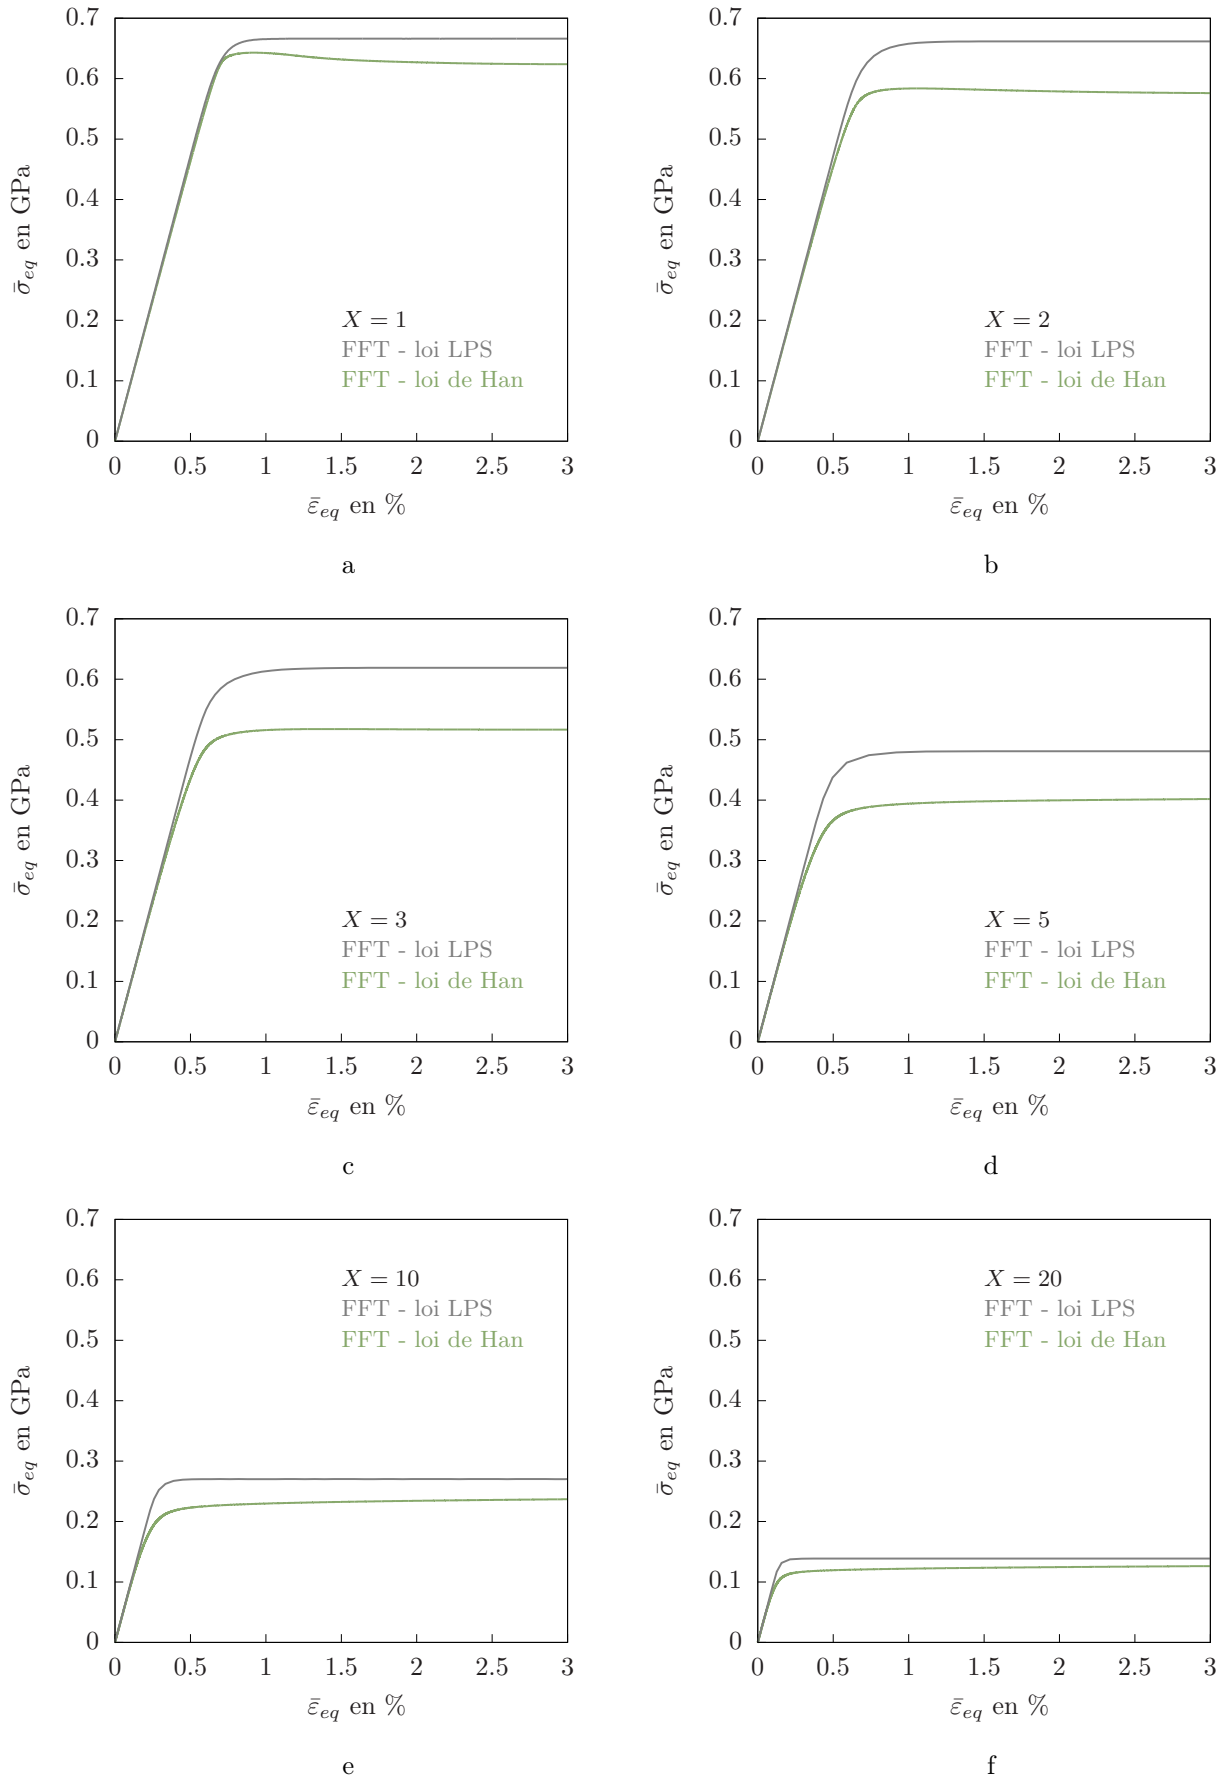 0.7
0.6
0.5
0.4
0.3
0.2
0.1
0
σ̄eq en GPa
X = 1
FFT - loi LPS
FFT - loi de Han
0 0.5 1 1.5 2 2.5 3
ε̄eq en %
a
0.7
0.6
0.5
0.4
0.3
0.2
0.1
0
σ̄eq en GPa
X = 2
FFT - loi LPS
FFT - loi de Han
0 0.5 1 1.5 2 2.5 3
ε̄eq en %
b
0.7
0.6
0.5
0.4
0.3
0.2
0.1
0
σ̄eq en GPa
X = 3
FFT - loi LPS
FFT - loi de Han
0 0.5 1 1.5 2 2.5 3
ε̄eq en %
c
0.7
0.6
0.5
0.4
0.3
0.2
0.1
0
σ̄eq en GPa
X = 5
FFT - loi LPS
FFT - loi de Han
0 0.5 1 1.5 2 2.5 3
ε̄eq en %
d
0.7
0.6
0.5
0.4
0.3
0.2
0.1
0
σ̄eq en GPa
X = 10
FFT - loi LPS
FFT - loi de Han
0 0.5 1 1.5 2 2.5 3
ε̄eq en %
e
0.7
0.6
0.5
0.4
0.3
0.2
0.1
0
σ̄eq en GPa
X = 20
FFT - loi LPS
FFT - loi de Han
0 0.5 1 1.5 2 2.5 3
ε̄eq en %
f